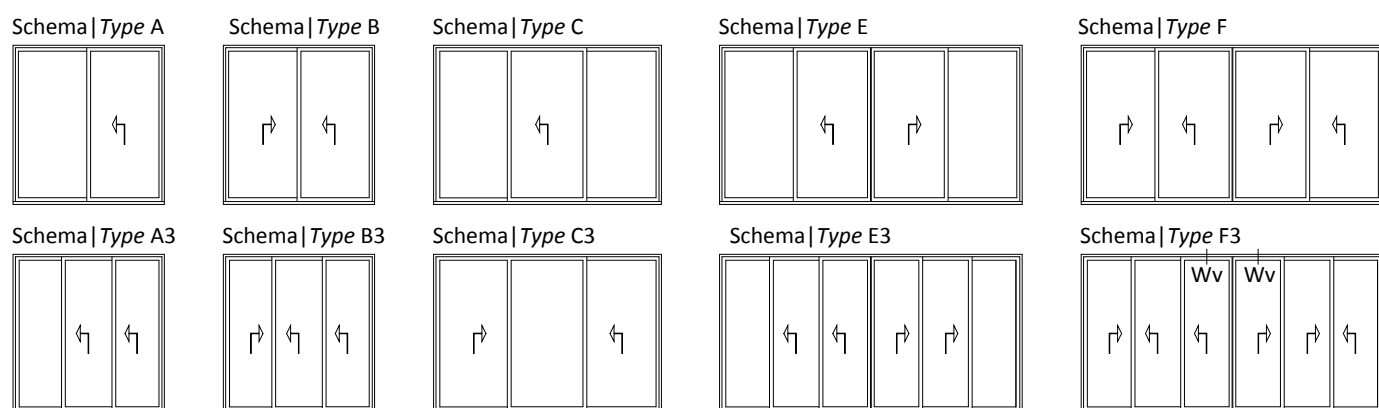 Schema|Type A
Schema|Type B
Schema|Type C
Schema|Type E
Schema|Type F
Schema|Type A3
Schema|Type B3
Schema|Type C3
Schema|Type E3
Schema|Type F3
Wv Wv